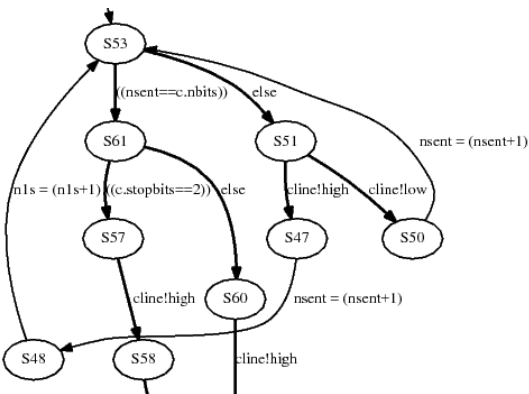 S53
((nsent==c.nbits))
else
S61
S51
nsent = (nsent+1)
n1s = (n1s+1)
((c.stopbits==2))
else
cline!high
cline!low
S57
S47
S50
cline!high
S60
nsent = (nsent+1)
S48
S58
cline!high